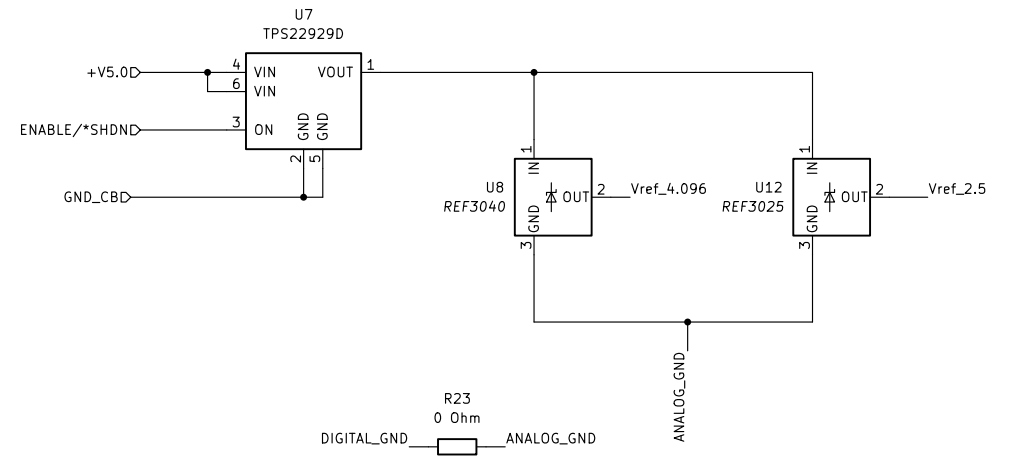 U7
TPS22929D
+V5.0
4
VIN
VOUT
1
6
VIN
ENABLE/*SHDN
3
ON
GND
GND
2
5
GND_CB
1
IN
U8
REF3040
OUT
2
Vref_4.096
GND
3
1
IN
U12
REF3025
OUT
2
Vref_2.5
GND
3
ANALOG_GND
R23
0 Ohm
DIGITAL_GND
ANALOG_GND